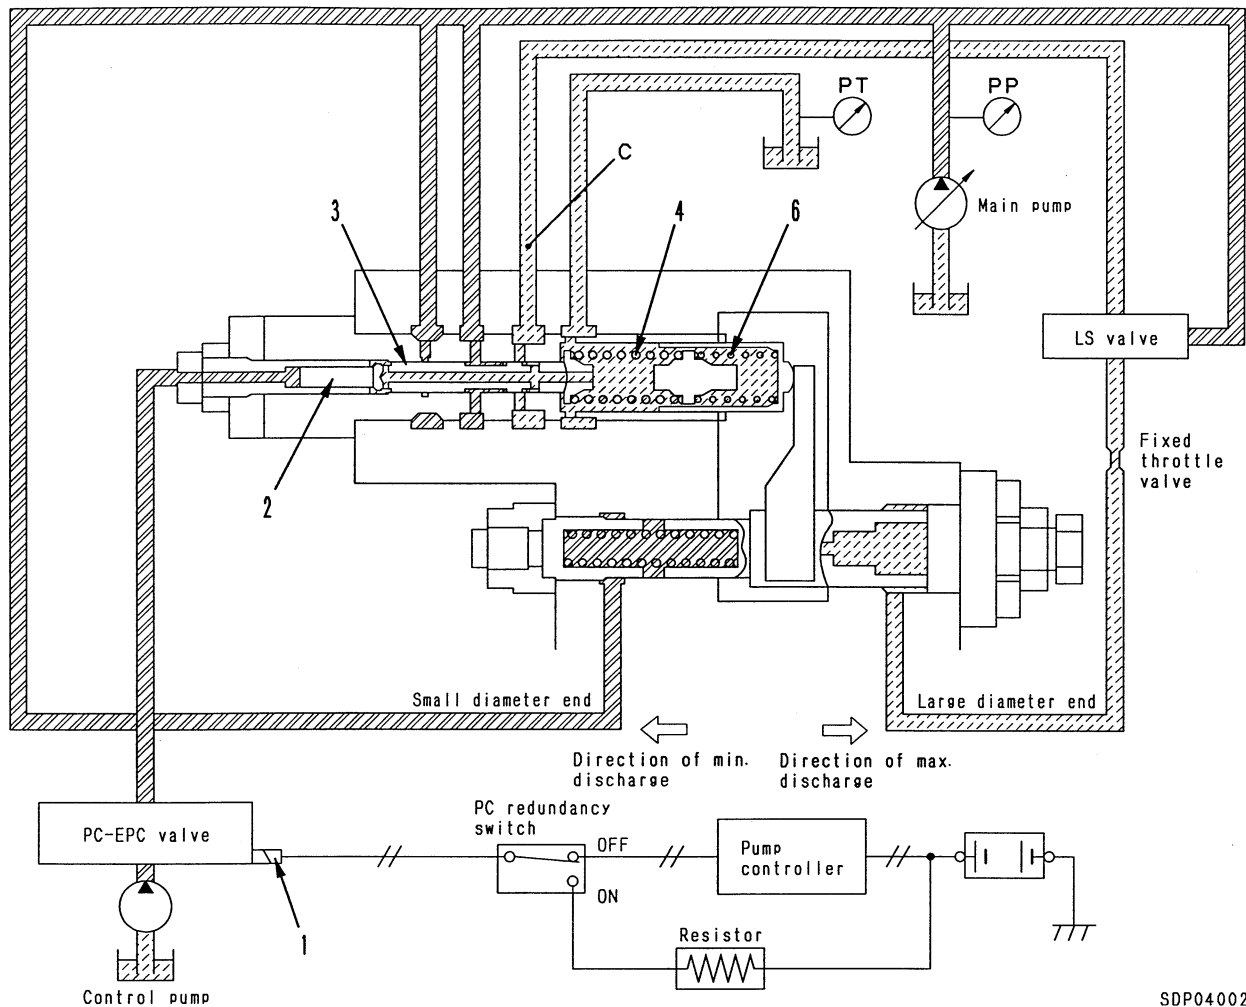 PT
PP
C
3
4
6
Main pump
LS valve
Fixed
throttle
valve
2
Small diameter end
Large diameter end
Direction of min.
discharge
Direction of max.
discharge
PC-EPC valve
PC redundancy
switch
OFF
ON
Pump
controller
1
Resistor
Control pump
SDP04002